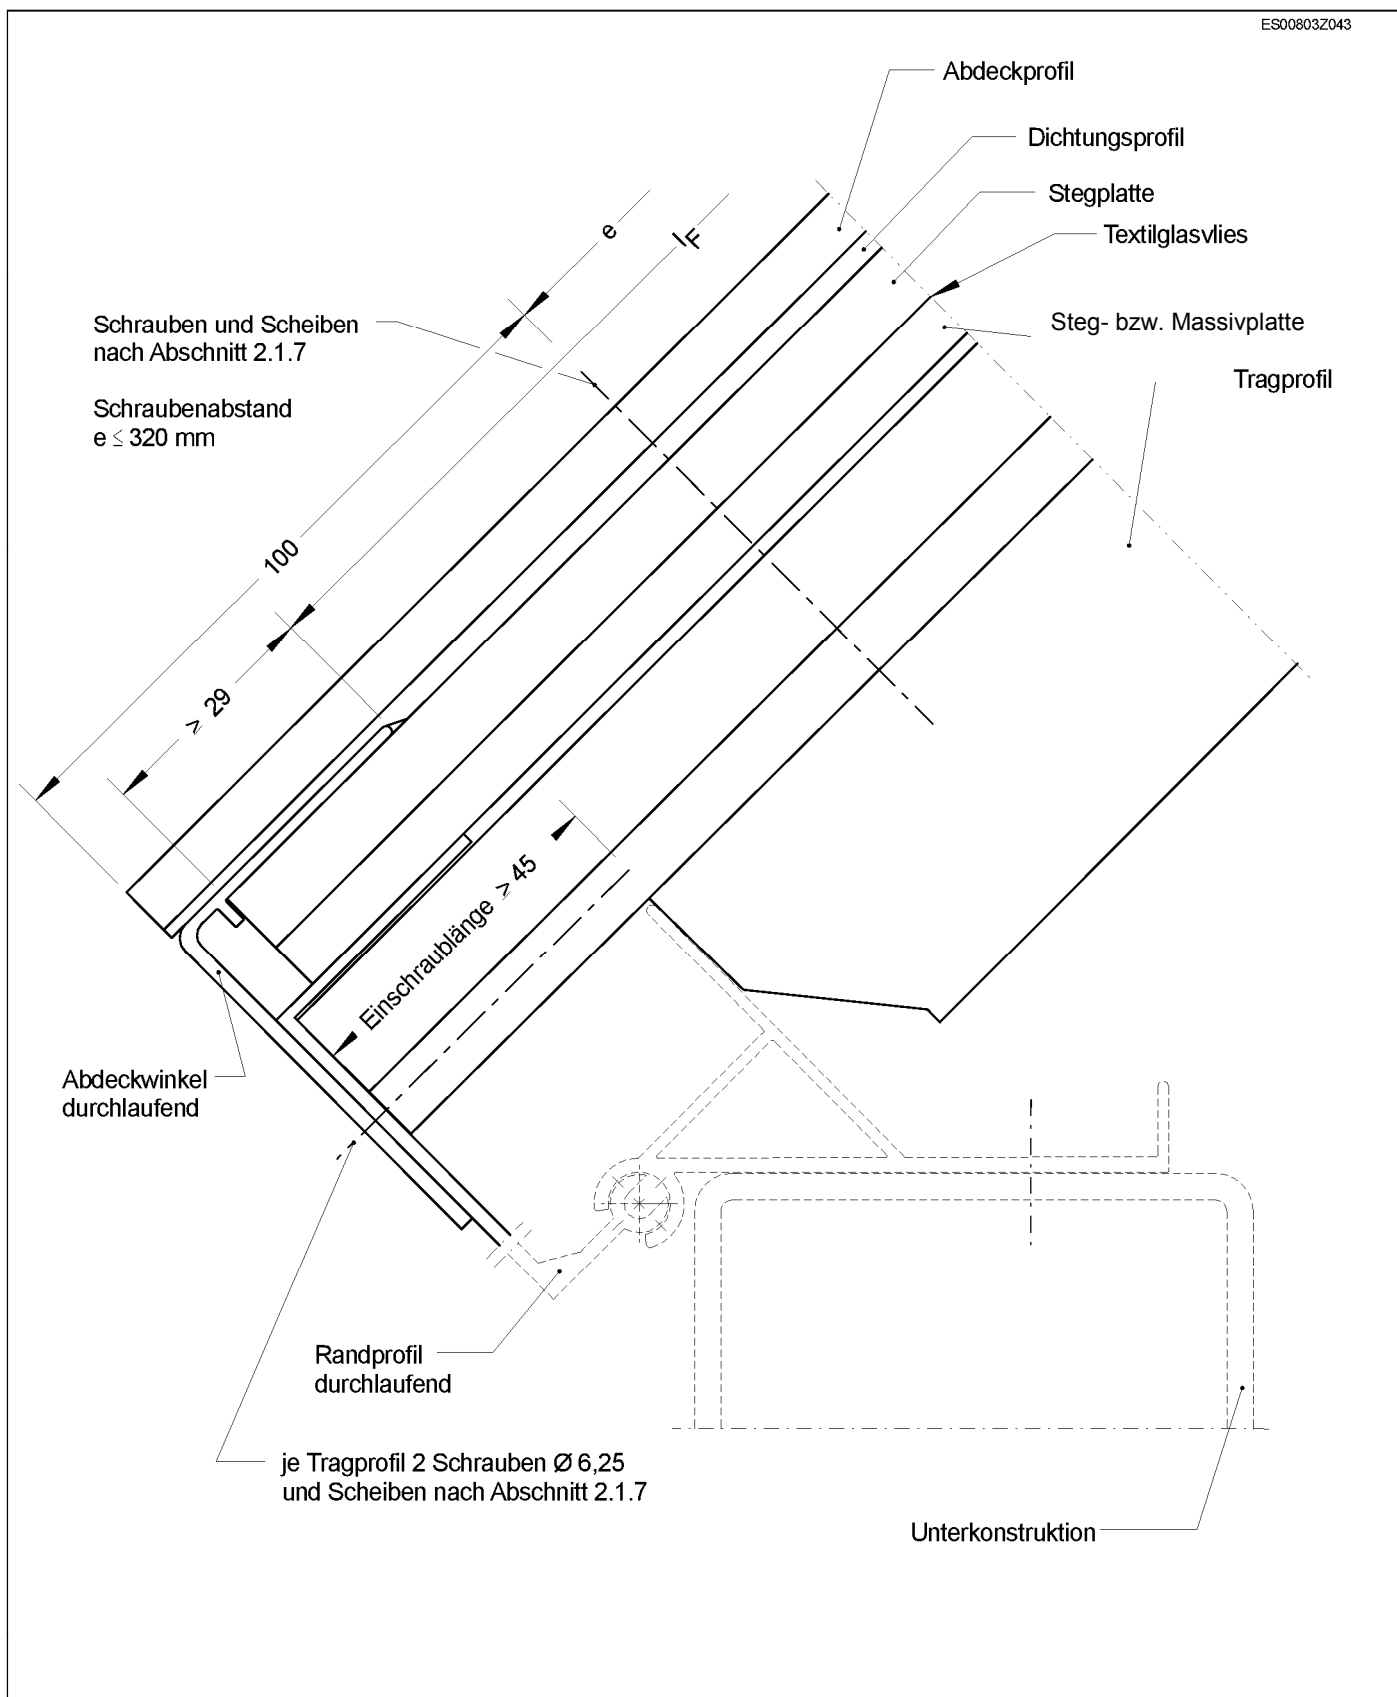 ES00803Z043
Abdeckprofil
Dichtungsprofil
Stegplatte
Textilglasvlies
Steg- bzw. Massivplatte
Tragprofil
e
lF
Schrauben und Scheiben
nach Abschnitt 2.1.7
Schraubenabstand
e ≤ 320 mm
100
≥ 29
Einschraublänge ≥ 45
Abdeckwinkel
durchlaufend
Randprofil
durchlaufend
je Tragprofil 2 Schrauben Ø 6,25
und Scheiben nach Abschnitt 2.1.7
Unterkonstruktion